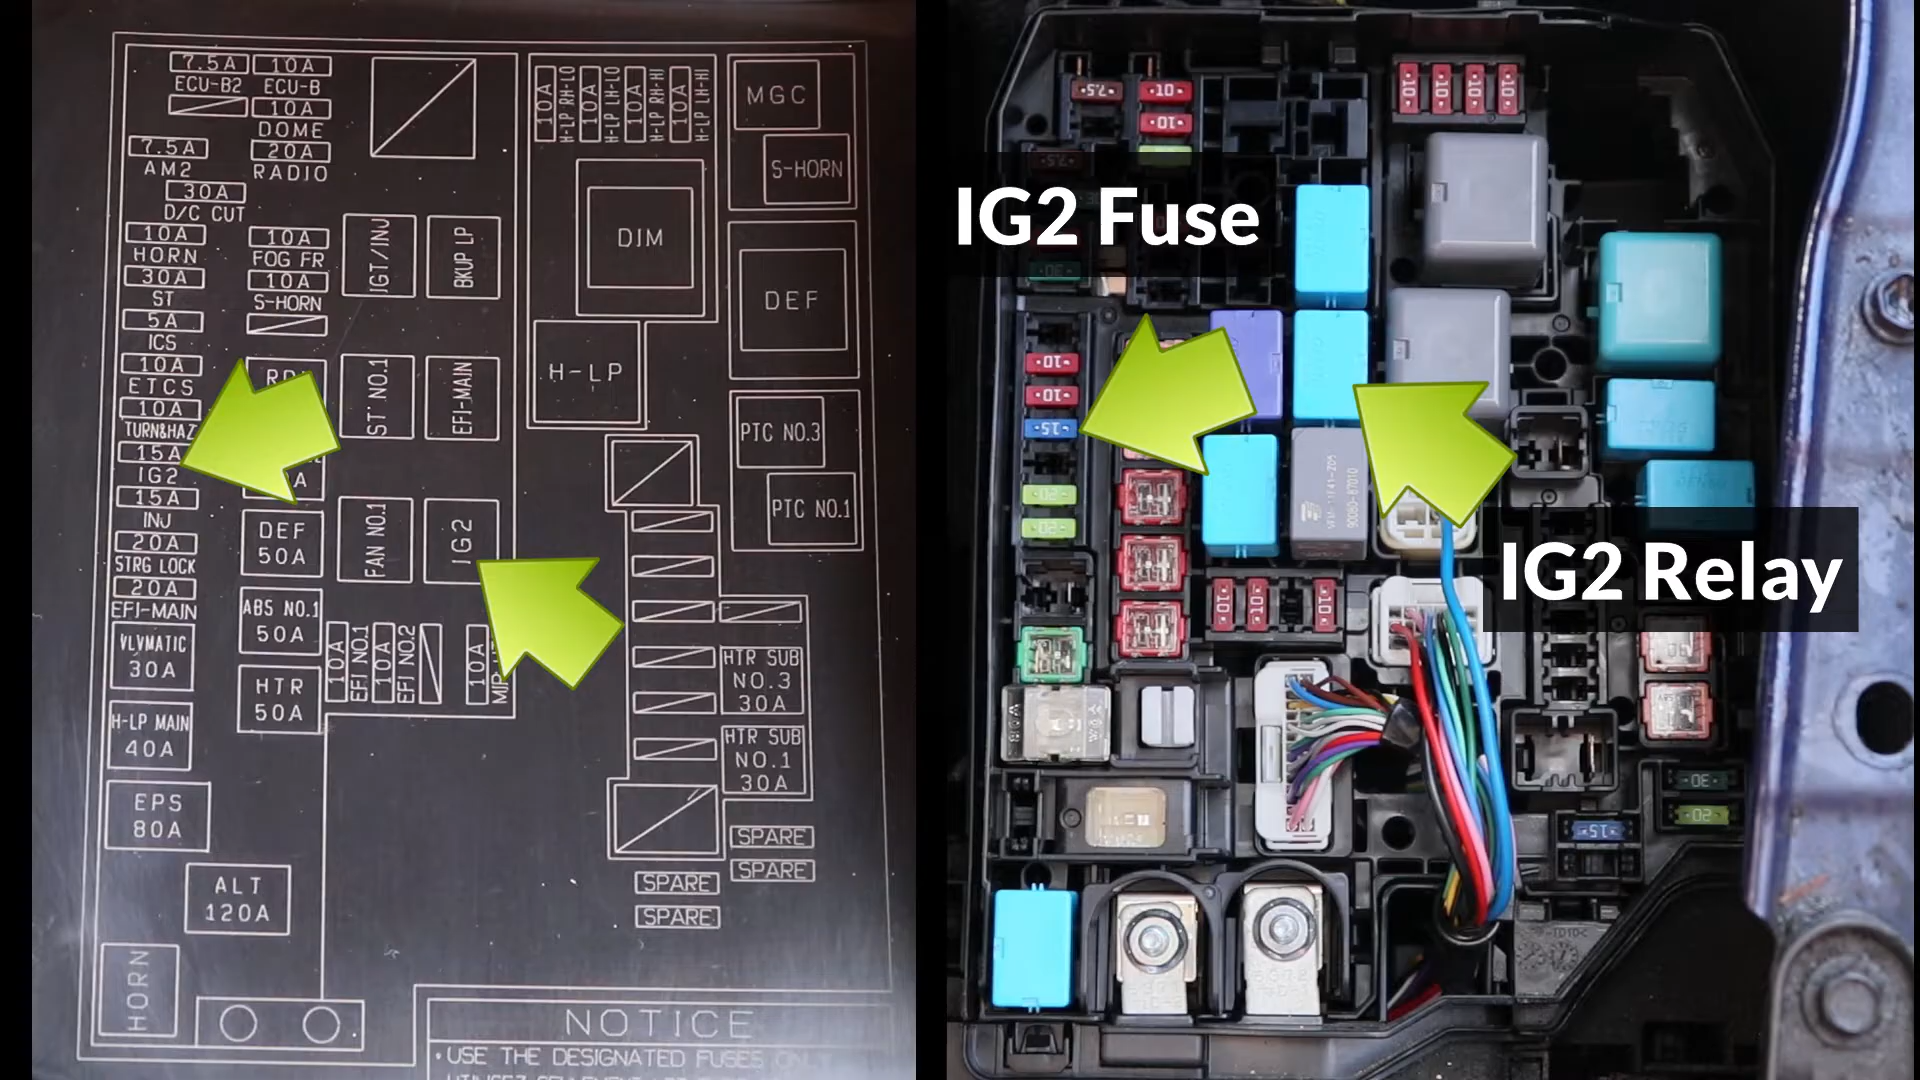 7.5A
10A
ECU-B2
ECU-B
10A
DOME
7.5A
20A
AM2
RADIO
30A
D/C CUT
10A
10A
HORN
FOG FR
30A
10A
ST
S-HORN
5A
ICS
10A
ETCS
10A
TURN&HAZ
15A
IG2
15A
INJ
20A
STRG LOCK
20A
EFI-MAIN
VLVMATIC
30A
H-LP MAIN
40A
EPS
80A
ALT
120A
HORN
DEF
50A
ABS NO.1
50A
HTR
50A
IGT/INJ
BKUP LP
ST NO.1
EFI-MAIN
FAN NO.1
IG2
10A
EFI NO.1
10A
EFI NO.2
10A
10A
H-LP RH-LO
10A
H-LP LH-LO
10A
H-LP RH-HI
10A
H-LP LH-HI
DIM
H-LP
MGC
S-HORN
DEF
PTC NO.3
PTC NO.1
HTR SUB
NO.3
30A
HTR SUB
NO.1
30A
SPARE
SPARE
SPARE
SPARE
NOTICE
•USE THE DESIGNATED FUSES
IG2 Fuse
IG2 Relay
7.5
10
10
10
10
10
10
10
10
15
20
20
10
10
10
90080-87010
30
20
15